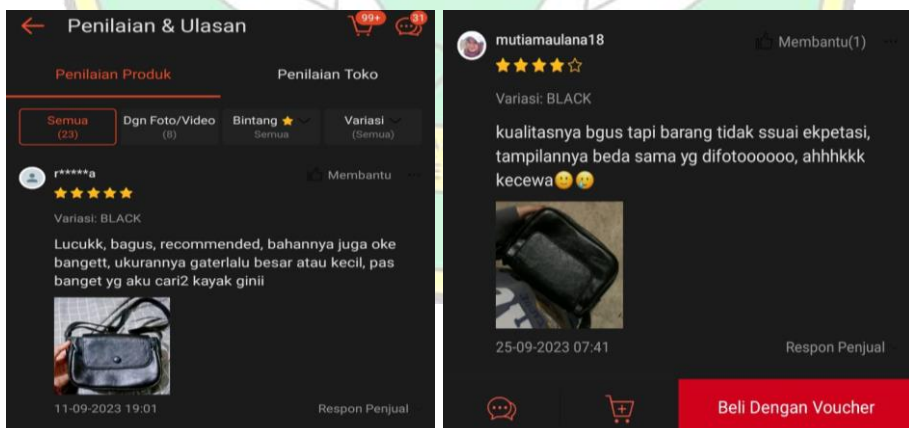 Penilaian & Ulasan
99+
31
Penilaian Produk
Penilaian Toko
Semua
(23)
Dgn Foto/Video
(8)
Bintang
Semua
Variasi
(Semua)
r*****a
Membantu
Variasi: BLACK
Lucukk, bagus, recommended, bahannya juga oke
bangett, ukurannya gaterlalu besar atau kecil, pas
banget yg aku cari2 kayak ginii
11-09-2023 19:01
Respon Penjual
mutiamaulana18
Membantu(1)
Variasi: BLACK
kualitasnya bgus tapi barang tidak ssuai ekpetasi,
tampilannya beda sama yg difotoooooo, ahhhkkk
kecewa🙂🥲
25-09-2023 07:41
Respon Penjual
Beli Dengan Voucher